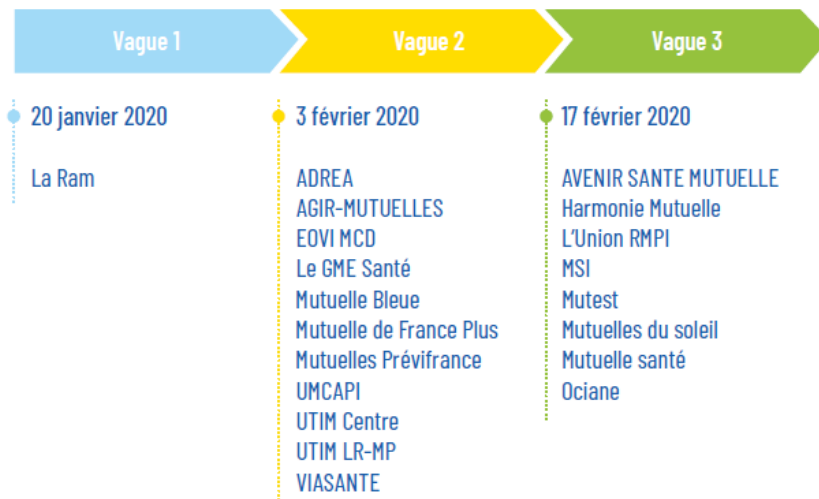 Vague 1
Vague 2
Vague 3
20 janvier 2020
La Ram
3 février 2020
ADREA
AGIR-MUTUELLES
EOVI MCD
Le GME Santé
Mutuelle Bleue
Mutuelle de France Plus
Mutuelles Prévifrance
UMCAPI
UTIM Centre
UTIM LR-MP
VIASANTE
17 février 2020
AVENIR SANTE MUTUELLE
Harmonie Mutuelle
L'Union RMPI
MSI
Mutest
Mutuelles du soleil
Mutuelle santé
Ociane